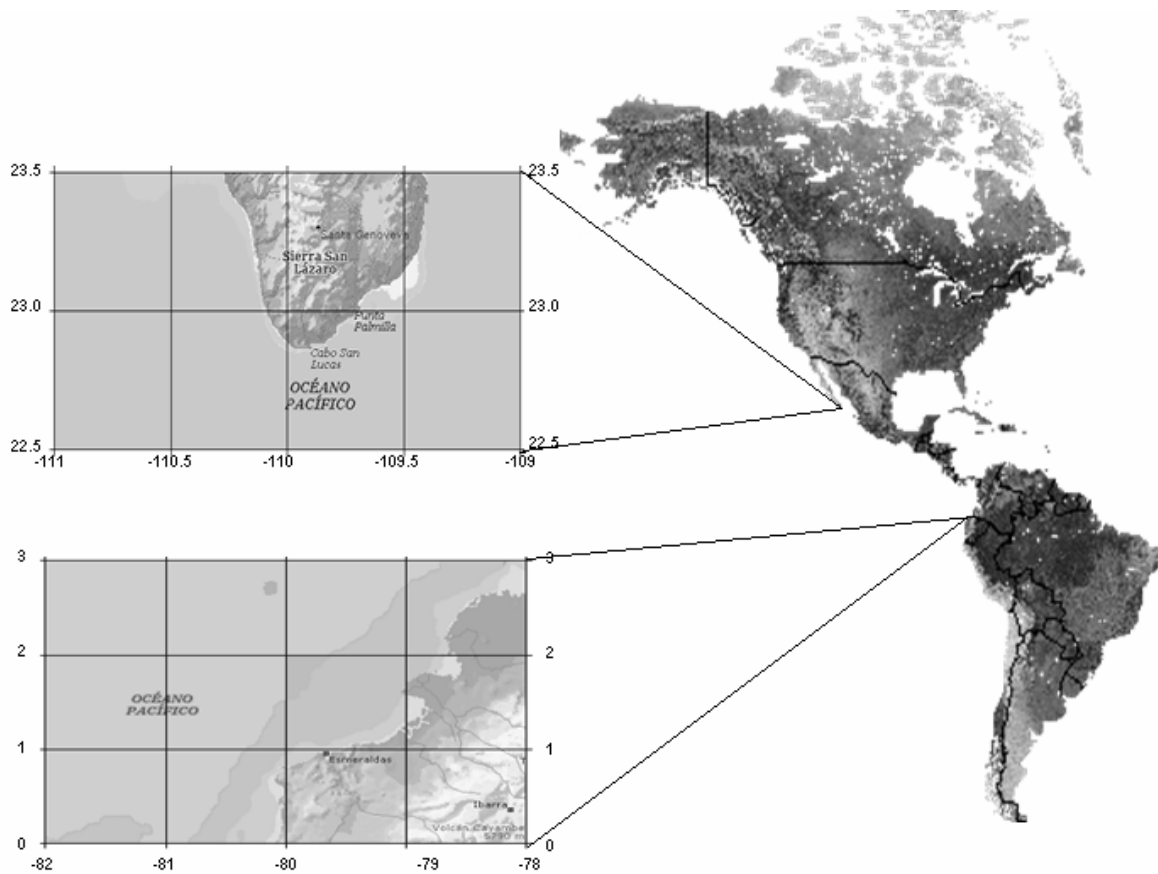 23.5
23.5
Santa Genoveva
Sierra San
Lázaro
23.0
23.0
Punta
Palmilla
Cabo San
Lucas
OCÉANO
PACÍFICO
22.5
22.5
-111
-110.5
-110
-109.5
-109
3
3
2
2
OCÉANO
PACÍFICO
1
1
Esmeraldas
Ibarra
Volcán Cayambe
5790 m
0
0
-82
-81
-80
-79
-78